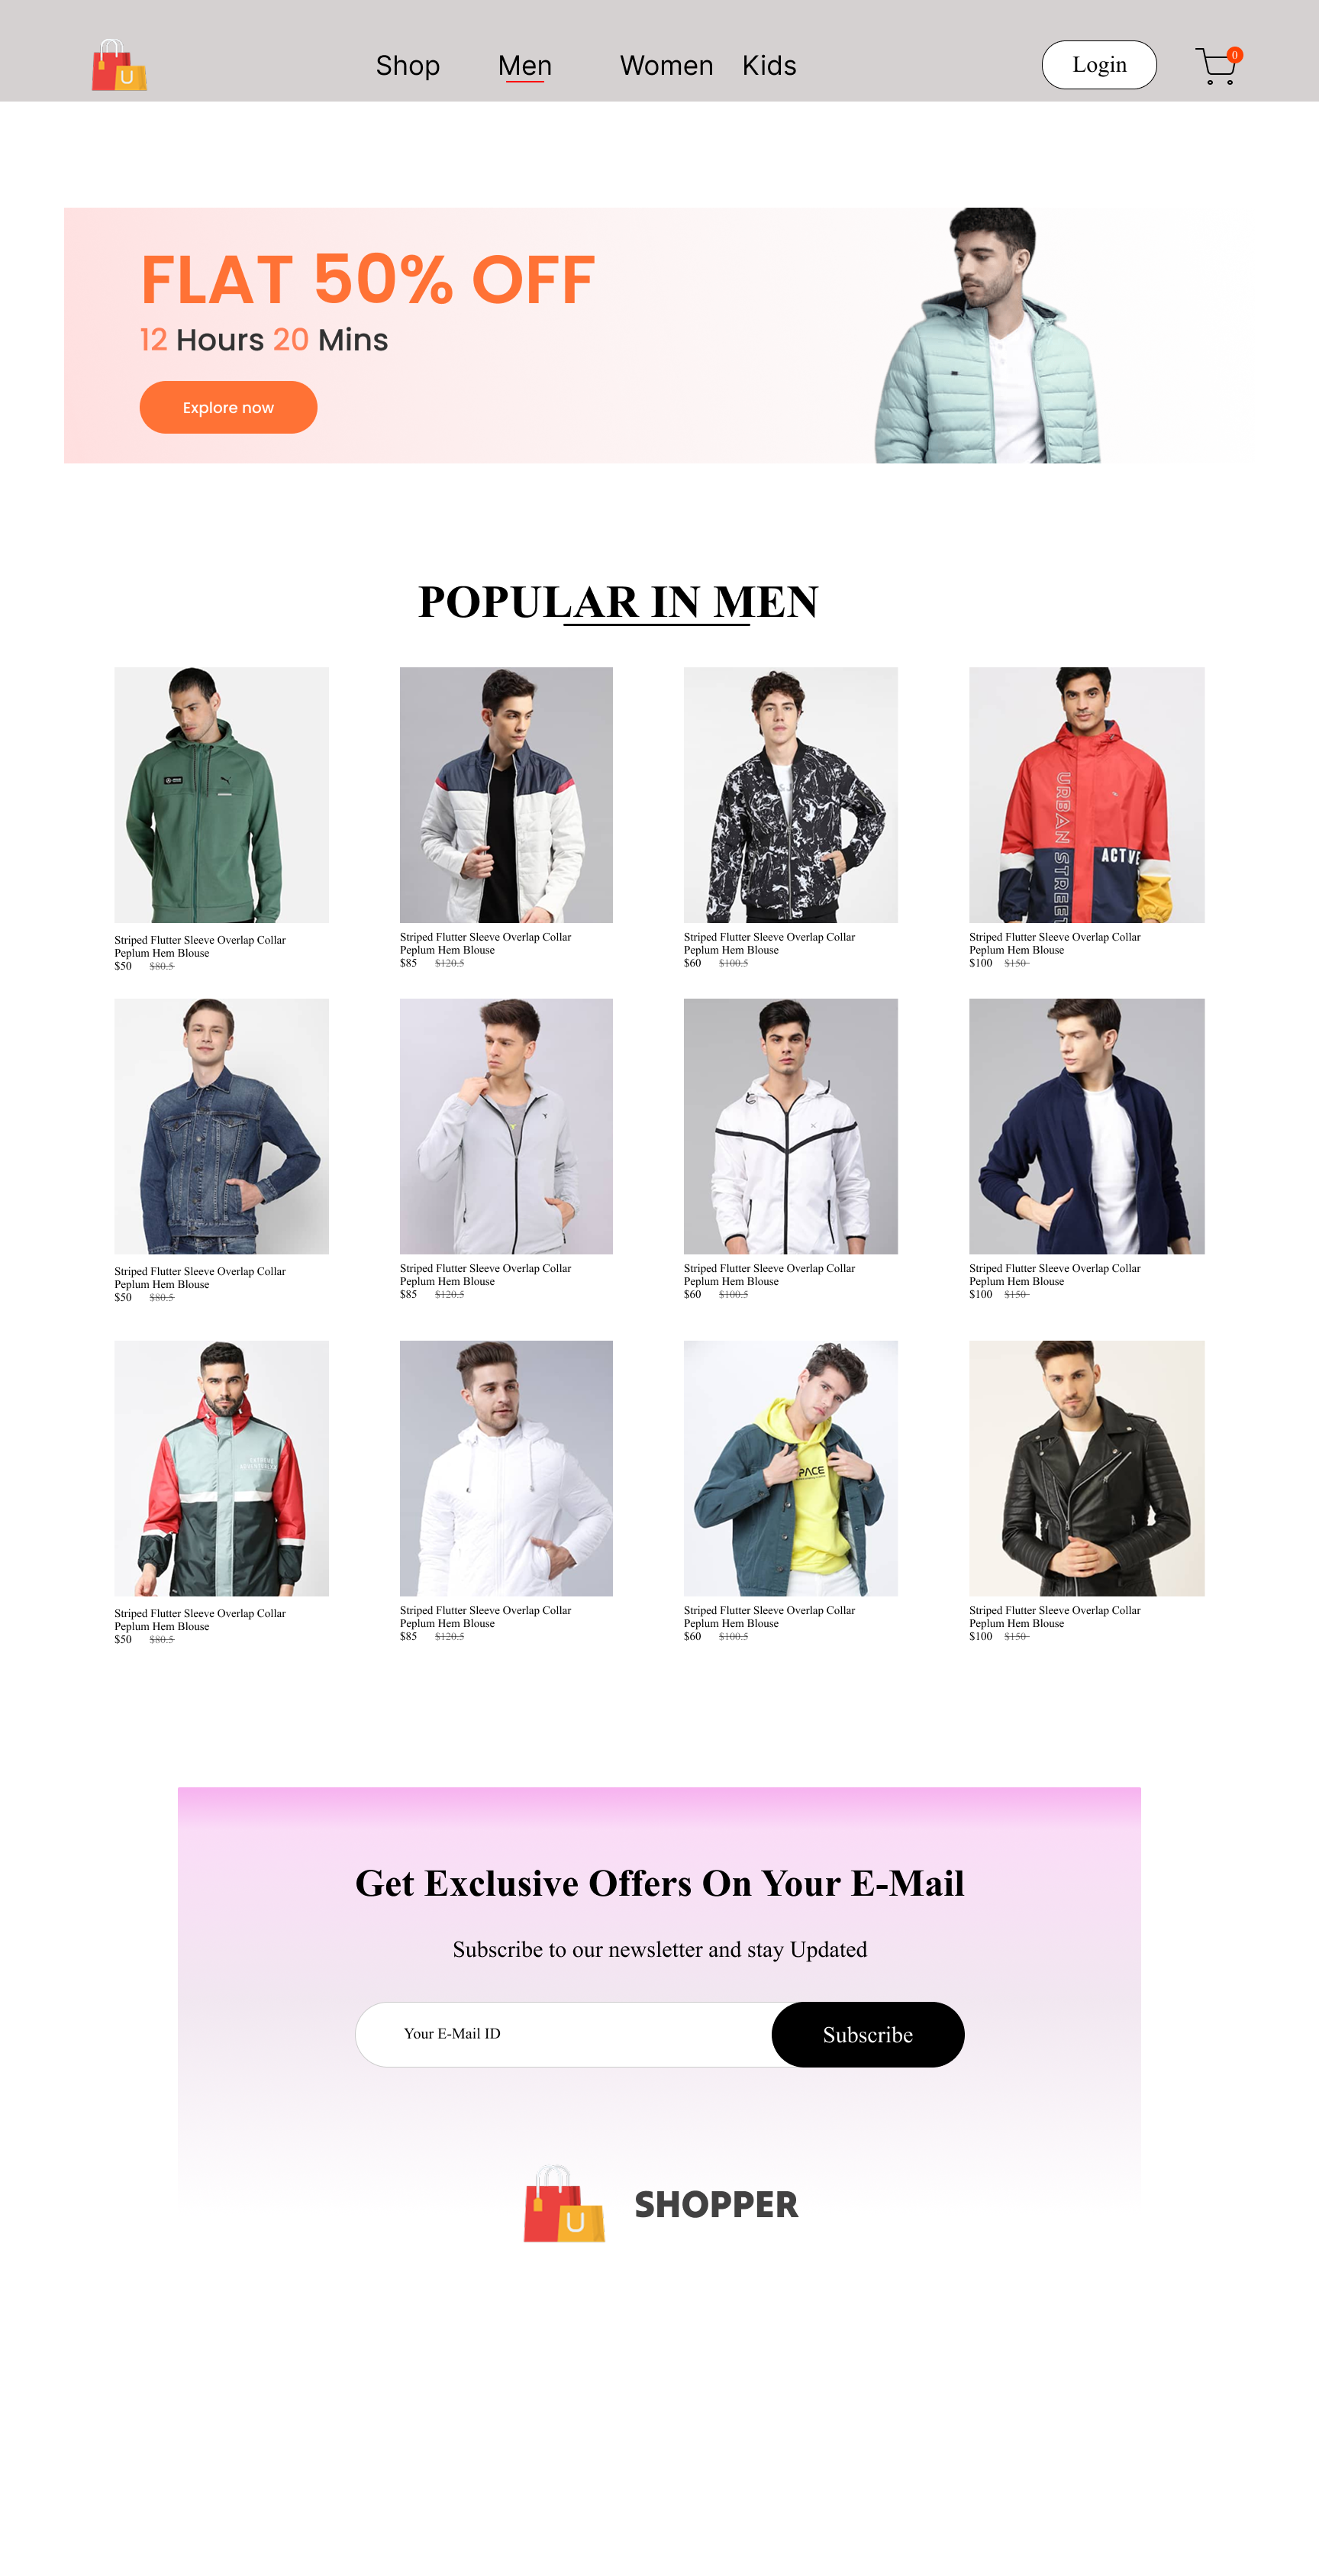 U
Shop Men Women Kids Login 0
FLAT 50% OFF
12 Hours 20 Mins
Explore now
POPULAR IN MEN
URBAN STREET
ACTVE
Striped Flutter Sleeve Overlap Collar
Peplum Hem Blouse
$50 $80.5
Striped Flutter Sleeve Overlap Collar
Peplum Hem Blouse
$85 $120.5
Striped Flutter Sleeve Overlap Collar
Peplum Hem Blouse
$60 $100.5
Striped Flutter Sleeve Overlap Collar
Peplum Hem Blouse
$100 $150
Striped Flutter Sleeve Overlap Collar
Peplum Hem Blouse
$50 $80.5
Striped Flutter Sleeve Overlap Collar
Peplum Hem Blouse
$85 $120.5
Striped Flutter Sleeve Overlap Collar
Peplum Hem Blouse
$60 $100.5
Striped Flutter Sleeve Overlap Collar
Peplum Hem Blouse
$100 $150
PACE
Striped Flutter Sleeve Overlap Collar
Peplum Hem Blouse
$50 $80.5
Striped Flutter Sleeve Overlap Collar
Peplum Hem Blouse
$85 $120.5
Striped Flutter Sleeve Overlap Collar
Peplum Hem Blouse
$60 $100.5
Striped Flutter Sleeve Overlap Collar
Peplum Hem Blouse
$100 $150
Get Exclusive Offers On Your E-Mail
Subscribe to our newsletter and stay Updated
Your E-Mail ID
Subscribe
U
SHOPPER